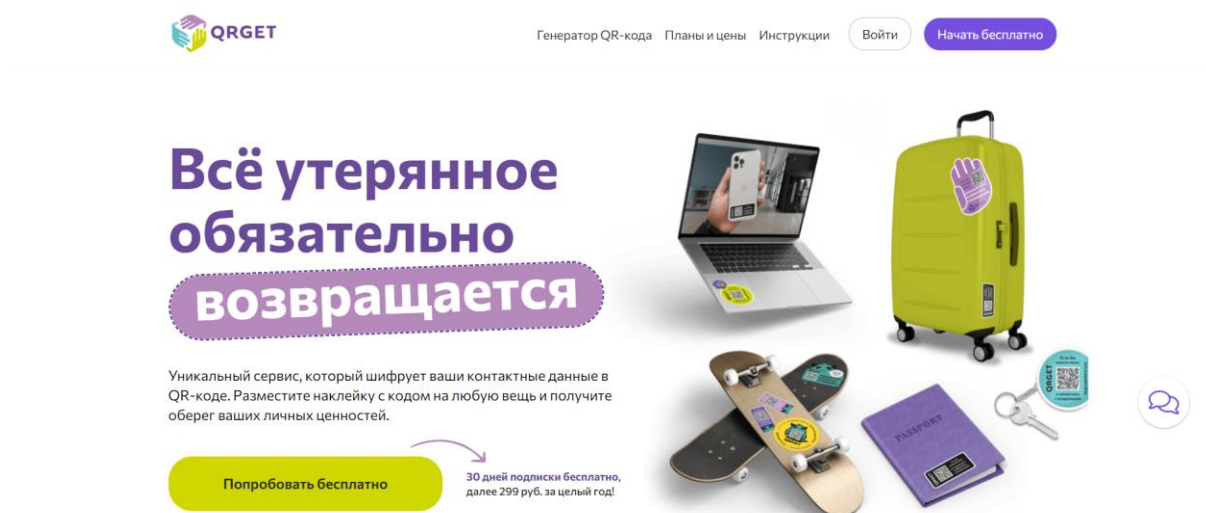 QRGET
Генератор QR-кода Планы и цены Инструкции Войти Начать бесплатно
Всё утерянное
обязательно
возвращается
Уникальный сервис, который шифрует ваши контактные данные в
QR-коде. Разместите наклейку с кодом на любую вещь и получите
оберег ваших личных ценностей.
Попробовать бесплатно
30 дней подписки бесплатно,
далее 299 руб. за целый год!
PASSPORT
QRGET